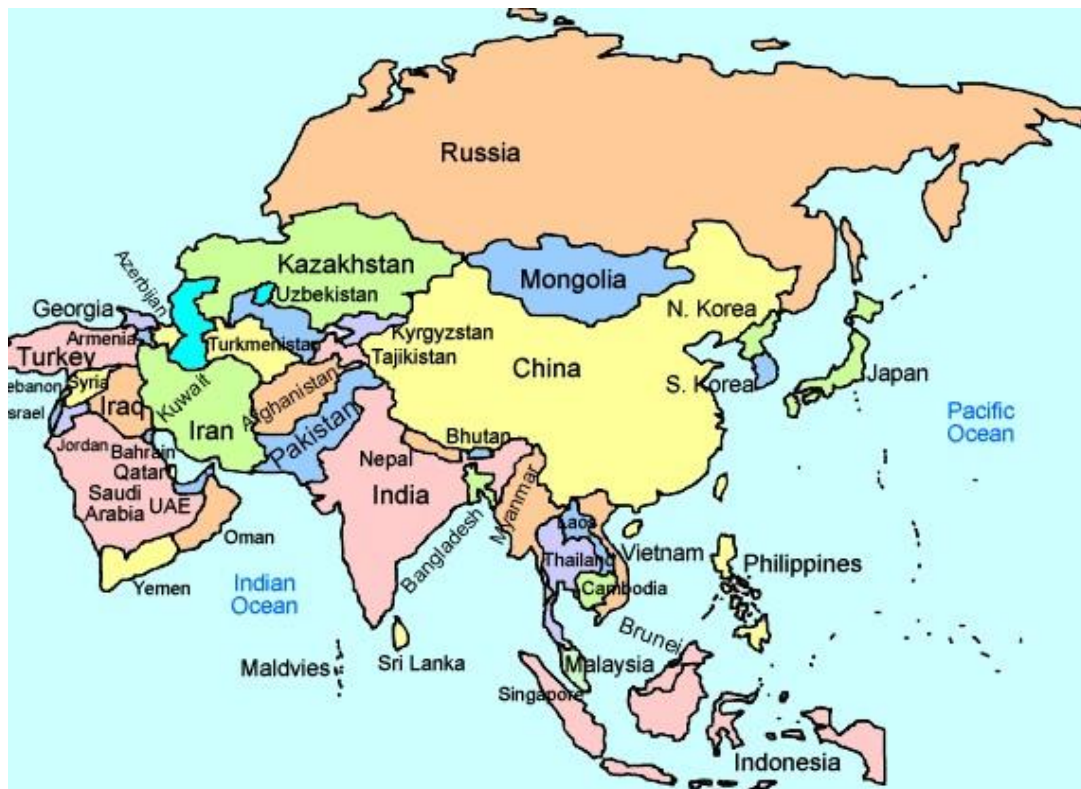 Russia
Kazakhstan
Mongolia
Azerbijan
Uzbekistan
Georgia
N. Korea
Armenia
Turkmenistan
Kyrgyzstan
Turkey
Tajikistan
China
Japan
Lebanon
Syria
Kuwait
Afghanistan
S. Korea
Israel
Iraq
Iran
Pakistan
Pacific
Ocean
Jordan
Bahrain
Nepal
Bhutan
Qatar
India
Saudi
Arabia
UAE
Bangladesh
Myanmar
Laos
Oman
Vietnam
Thailand
Philippines
Yemen
Indian
Ocean
Cambodia
Brunei
Maldvies
Sri Lanka
Malaysia
Singapore
Indonesia